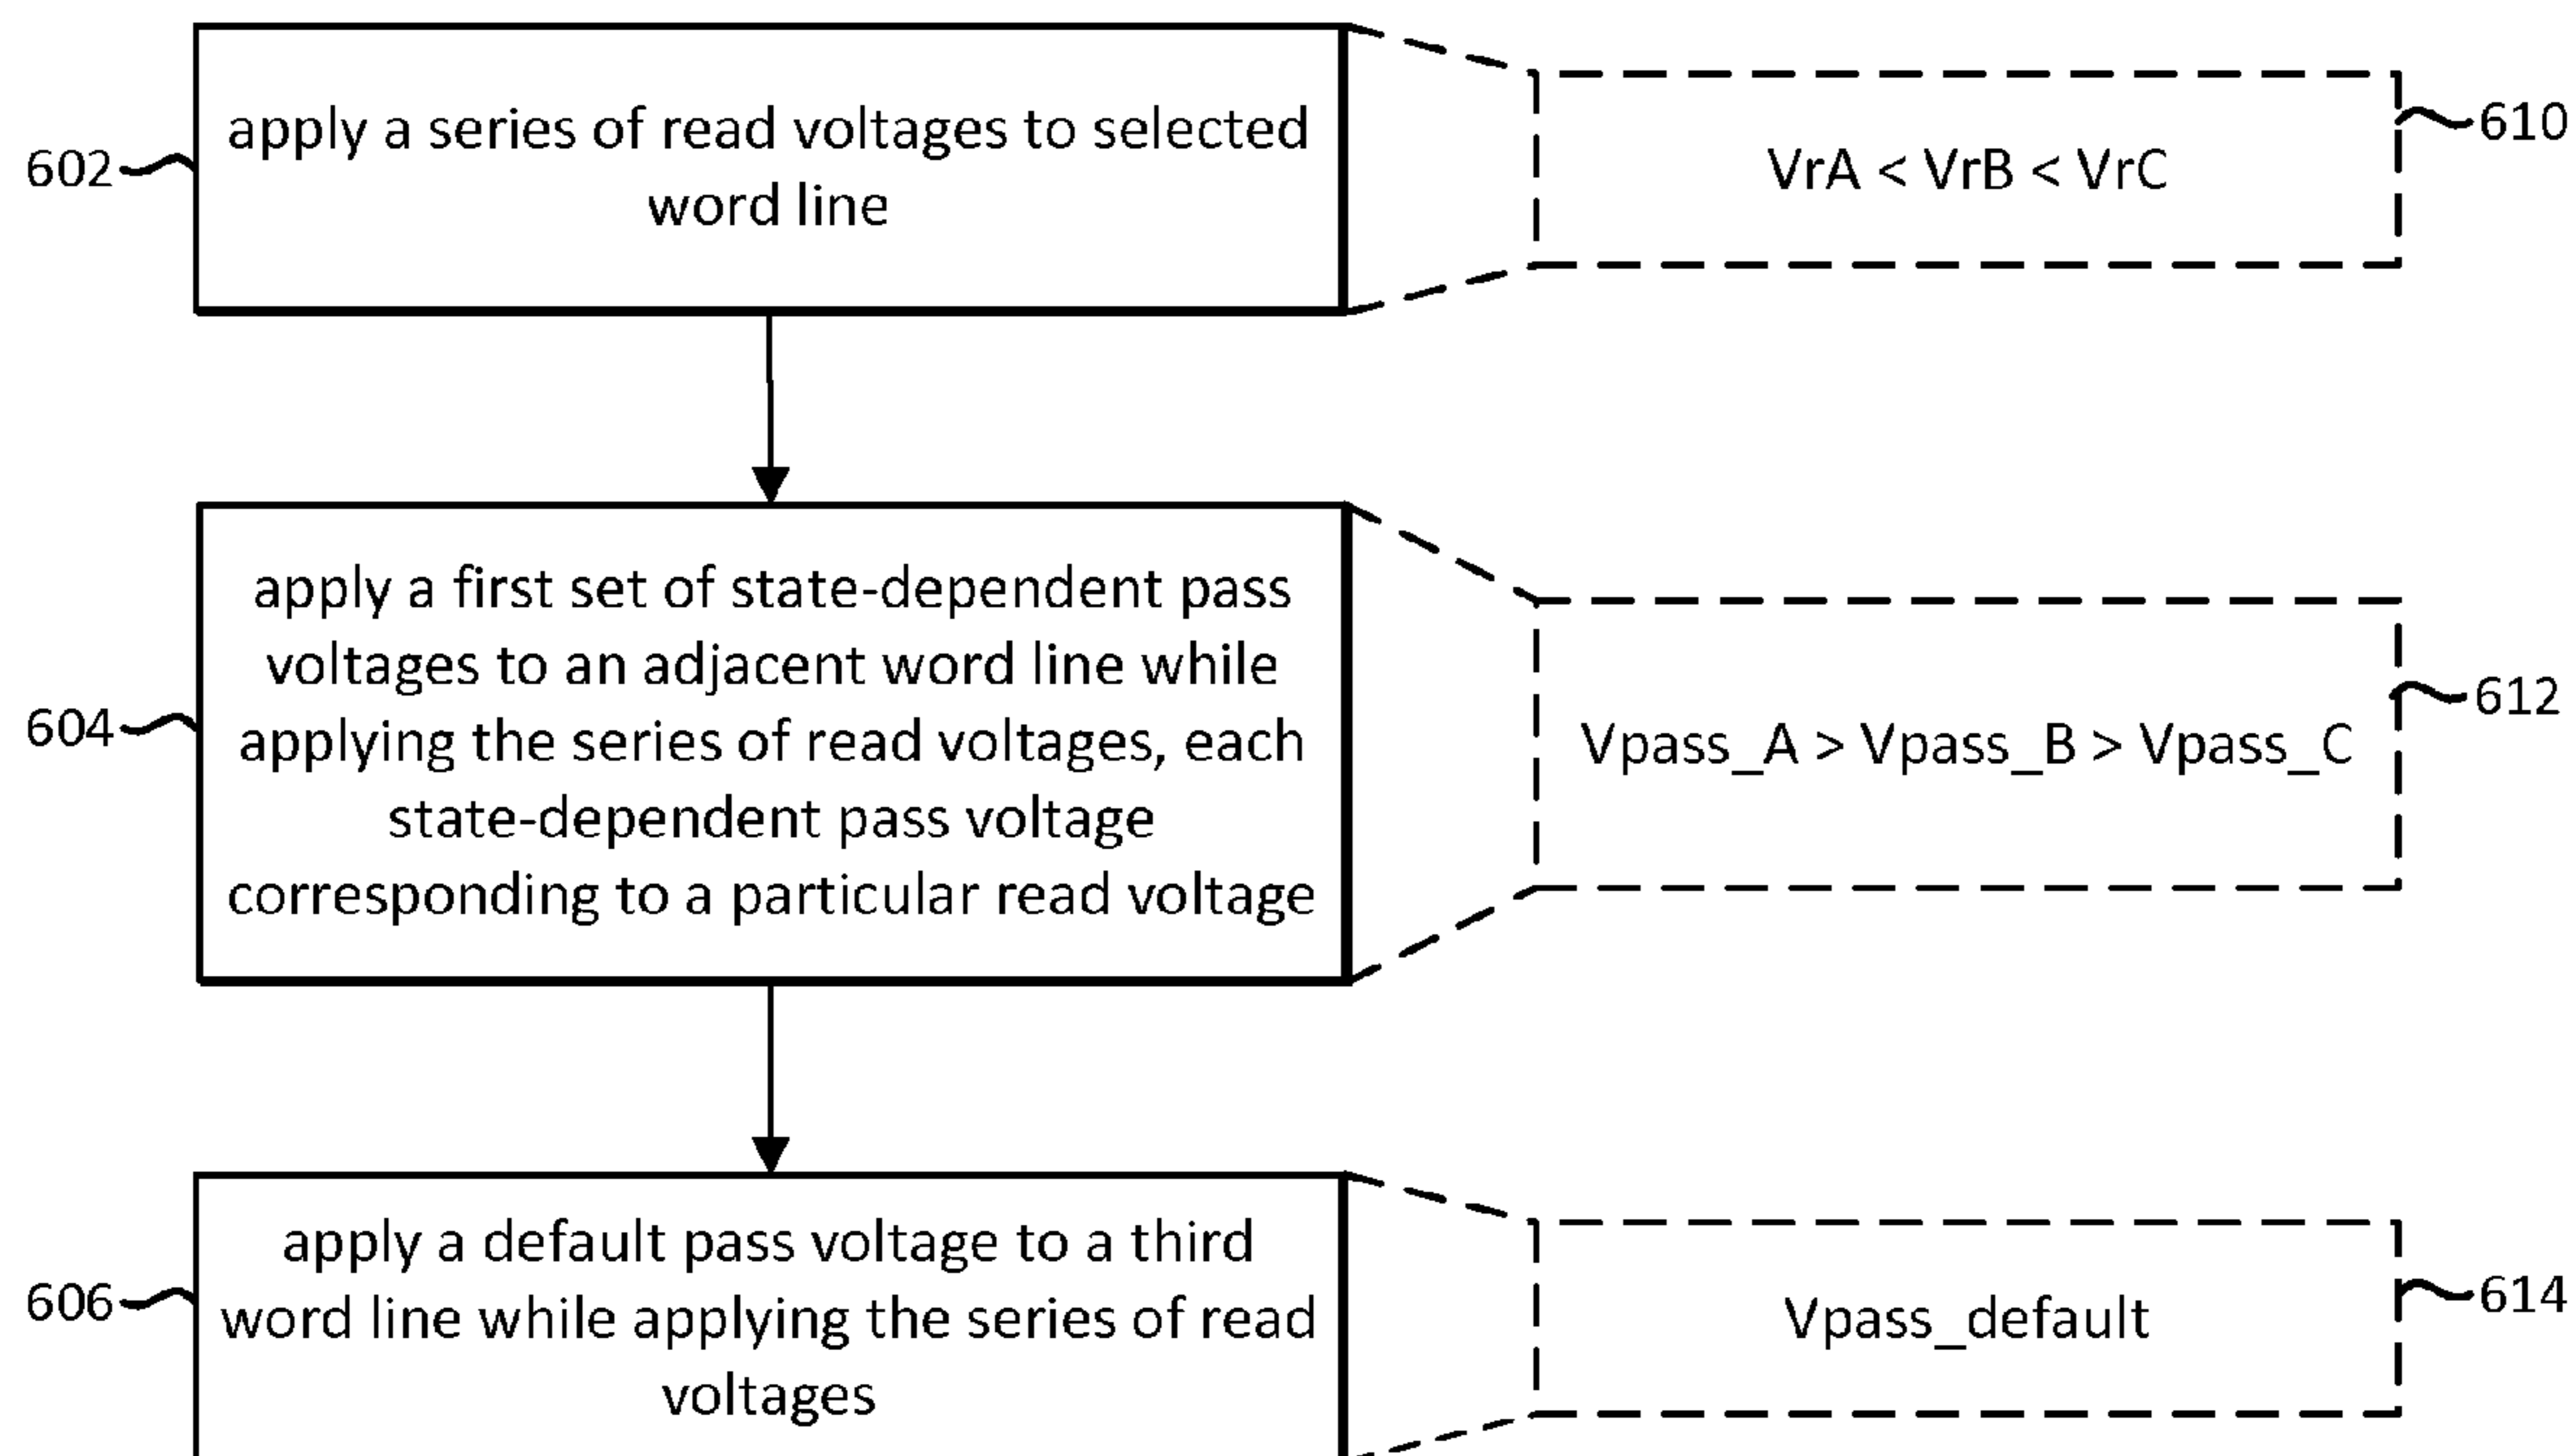 602
apply a series of read voltages to selected
word line
VrA < VrB < VrC
610
604
apply a first set of state-dependent pass
voltages to an adjacent word line while
applying the series of read voltages, each
state-dependent pass voltage
corresponding to a particular read voltage
Vpass_A > Vpass_B > Vpass_C
612
606
apply a default pass voltage to a third
word line while applying the series of read
voltages
Vpass_default
614